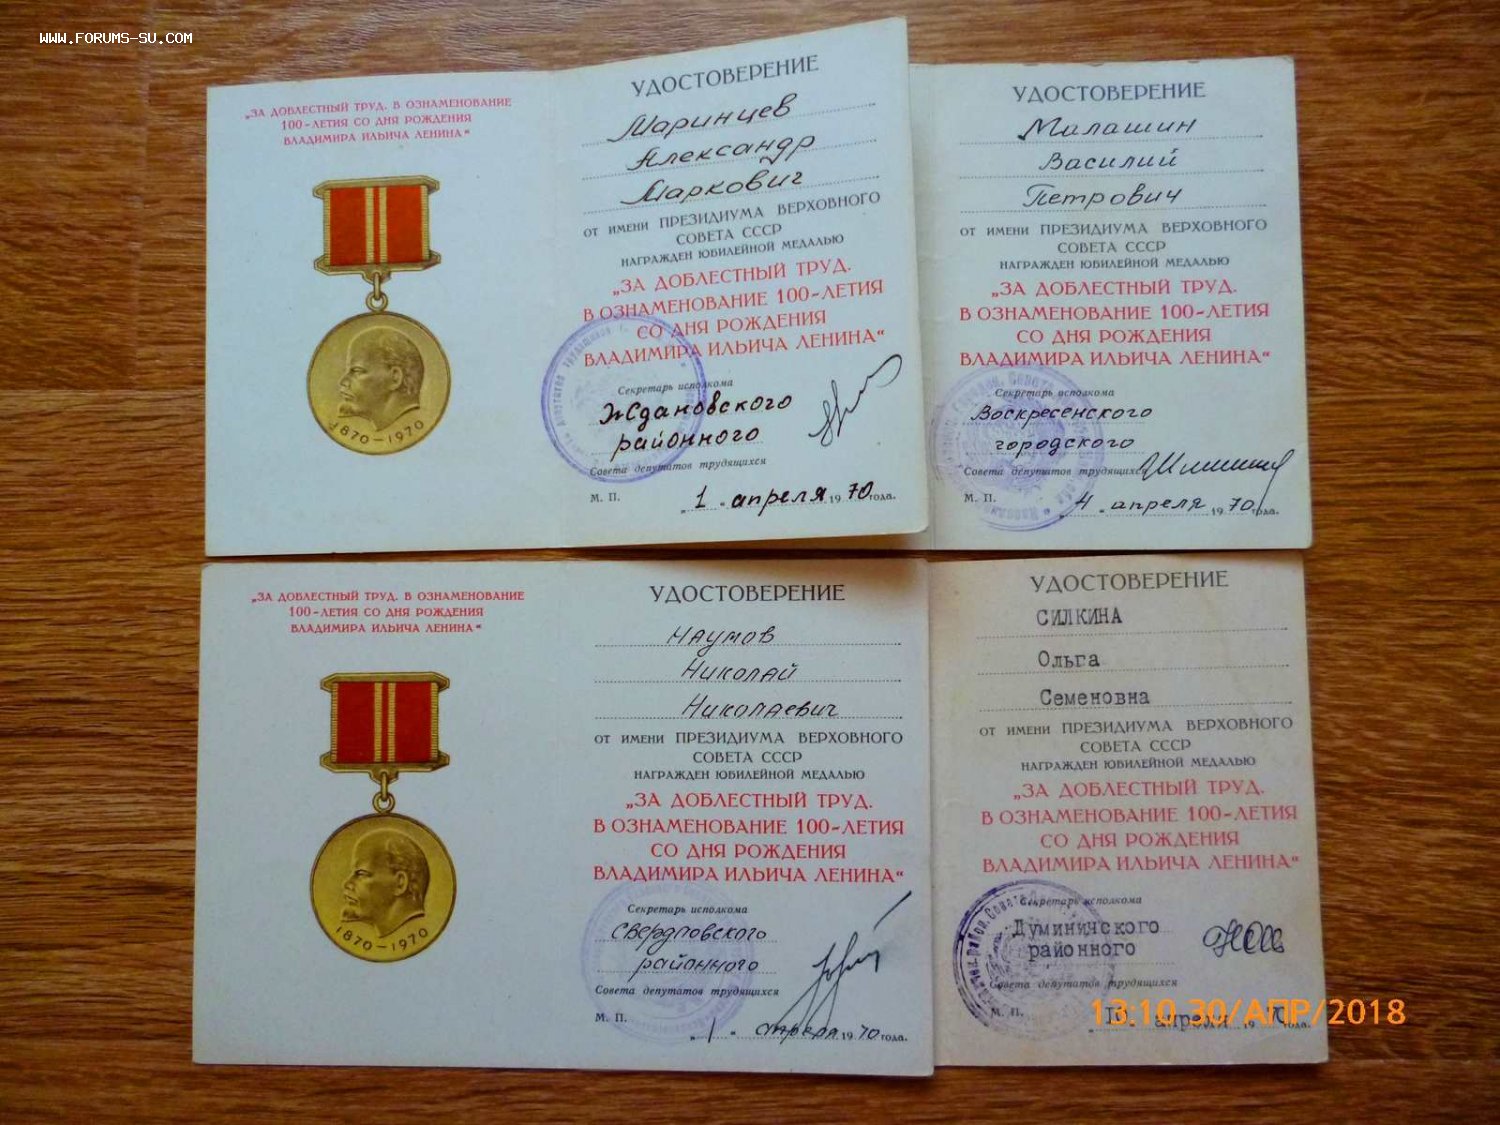 WWW.FORUMS-SU.COM
„ЗА ДОБЛЕСТНЫЙ ТРУД. В ОЗНАМЕНОВАНИЕ
100-ЛЕТИЯ СО ДНЯ РОЖДЕНИЯ
ВЛАДИМИРА ИЛЬИЧА ЛЕНИНА“
1870-1970
УДОСТОВЕРЕНИЕ
Маринцев
Александр
Маркович
ОТ ИМЕНИ ПРЕЗИДИУМА ВЕРХОВНОГО
СОВЕТА СССР
НАГРАЖДЕН ЮБИЛЕЙНОЙ МЕДАЛЬЮ
„ЗА ДОБЛЕСТНЫЙ ТРУД.
В ОЗНАМЕНОВАНИЕ 100-ЛЕТИЯ
СО ДНЯ РОЖДЕНИЯ
ВЛАДИМИРА ИЛЬИЧА ЛЕНИНА“
Секретарь исполкома
Ждановского
районного
Совета депутатов трудящихся
М. П.
„1“ апреля 1970 года.
УДОСТОВЕРЕНИЕ
Малашин
Василий
Петрович
ОТ ИМЕНИ ПРЕЗИДИУМА ВЕРХОВНОГО
СОВЕТА СССР
НАГРАЖДЕН ЮБИЛЕЙНОЙ МЕДАЛЬЮ
„ЗА ДОБЛЕСТНЫЙ ТРУД.
В ОЗНАМЕНОВАНИЕ 100-ЛЕТИЯ
СО ДНЯ РОЖДЕНИЯ
ВЛАДИМИРА ИЛЬИЧА ЛЕНИНА“
Секретарь исполкома
Воскресенского
городского
Совета депутатов трудящихся
М. П.
„4“ апреля 1970 года.
„ЗА ДОБЛЕСТНЫЙ ТРУД. В ОЗНАМЕНОВАНИЕ
100-ЛЕТИЯ СО ДНЯ РОЖДЕНИЯ
ВЛАДИМИРА ИЛЬИЧА ЛЕНИНА“
1870-1970
УДОСТОВЕРЕНИЕ
Наумов
Николай
Николаевич
ОТ ИМЕНИ ПРЕЗИДИУМА ВЕРХОВНОГО
СОВЕТА СССР
НАГРАЖДЕН ЮБИЛЕЙНОЙ МЕДАЛЬЮ
„ЗА ДОБЛЕСТНЫЙ ТРУД.
В ОЗНАМЕНОВАНИЕ 100-ЛЕТИЯ
СО ДНЯ РОЖДЕНИЯ
ВЛАДИМИРА ИЛЬИЧА ЛЕНИНА“
Секретарь исполкома
Свердловского
районного
Совета депутатов трудящихся
М. П.
„1“ апреля 1970 года.
УДОСТОВЕРЕНИЕ
СИЛКИНА
Ольга
Семеновна
ОТ ИМЕНИ ПРЕЗИДИУМА ВЕРХОВНОГО
СОВЕТА СССР
НАГРАЖДЕН ЮБИЛЕЙНОЙ МЕДАЛЬЮ
„ЗА ДОБЛЕСТНЫЙ ТРУД.
В ОЗНАМЕНОВАНИЕ 100-ЛЕТИЯ
СО ДНЯ РОЖДЕНИЯ
ВЛАДИМИРА ИЛЬИЧА ЛЕНИНА“
Секретарь исполкома
Думиничского
районного
Совета депутатов трудящихся
М. П.
апреля 1970 года.
13:10 30/АПР/2018